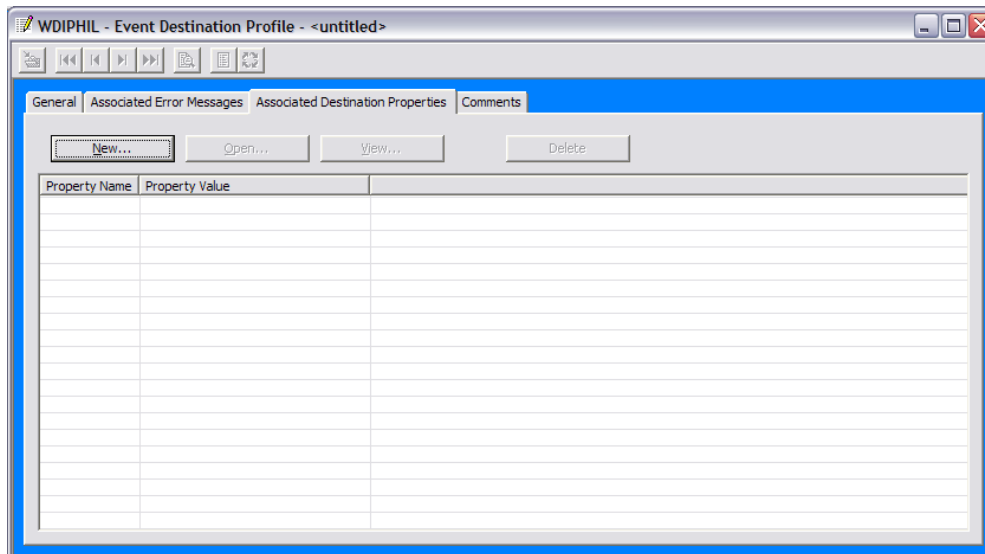 WDIPHIL - Event Destination Profile - <untitled>
General Associated Error Messages Associated Destination Properties Comments
New... Open... View... Delete
Property Name Property Value